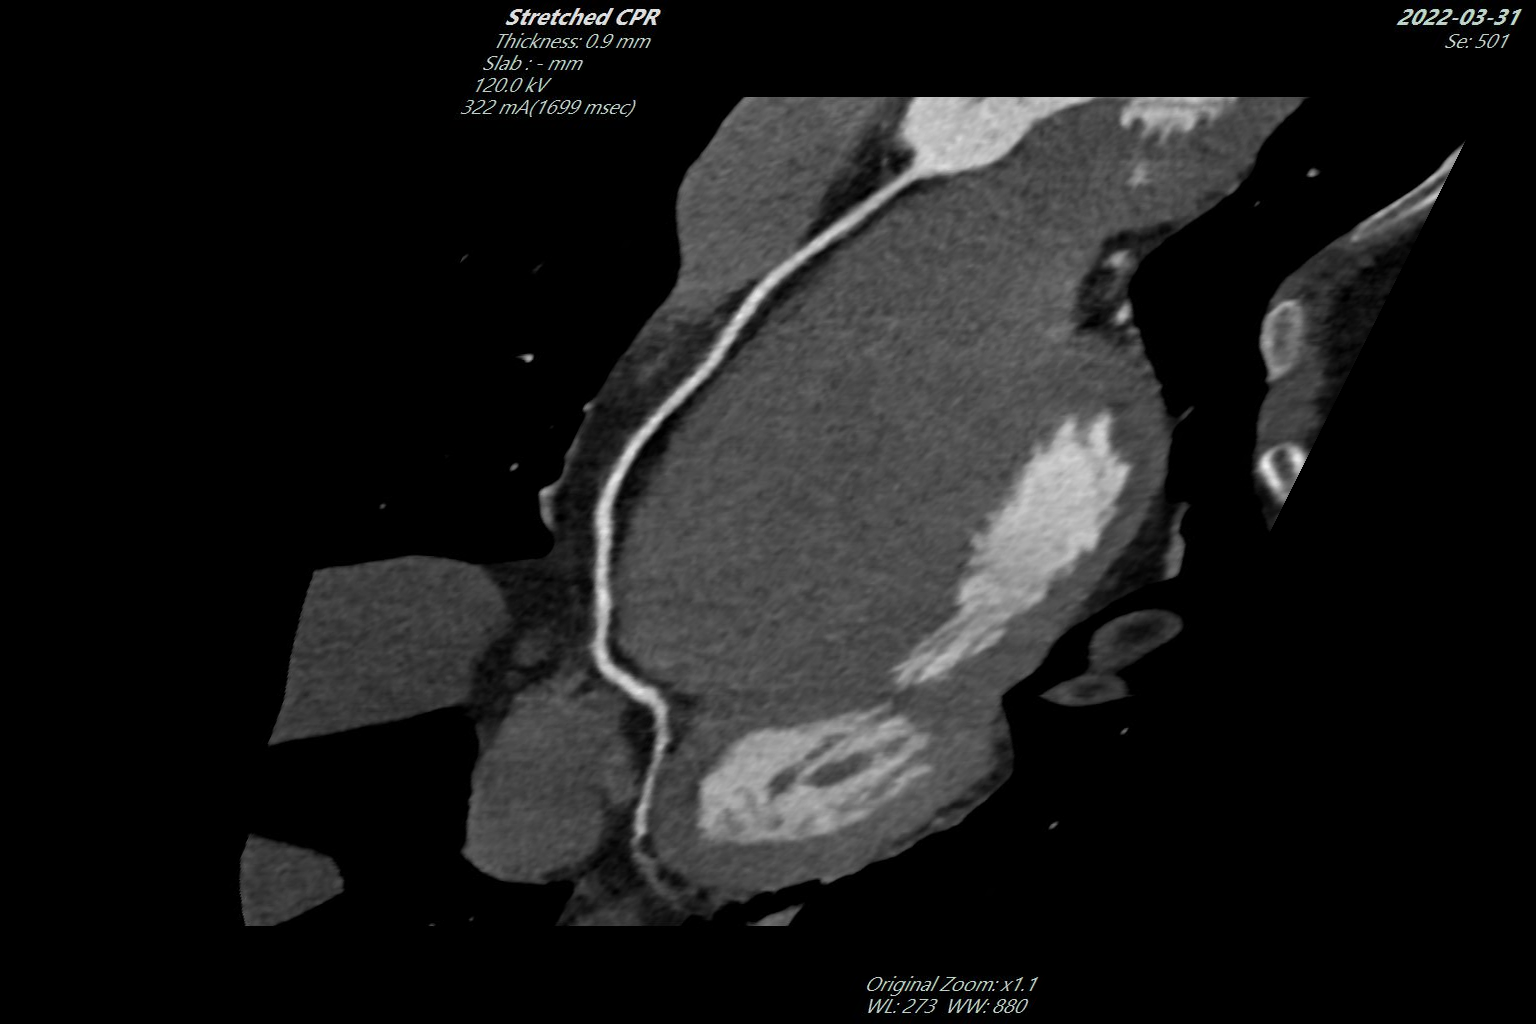 Stretched CPR
Thickness: 0.9 mm
Slab : - mm
120.0 kV
322 mA(1699 msec)
2022-03-31
Se: 501
Original Zoom: x1.1
WL: 273 WW: 880